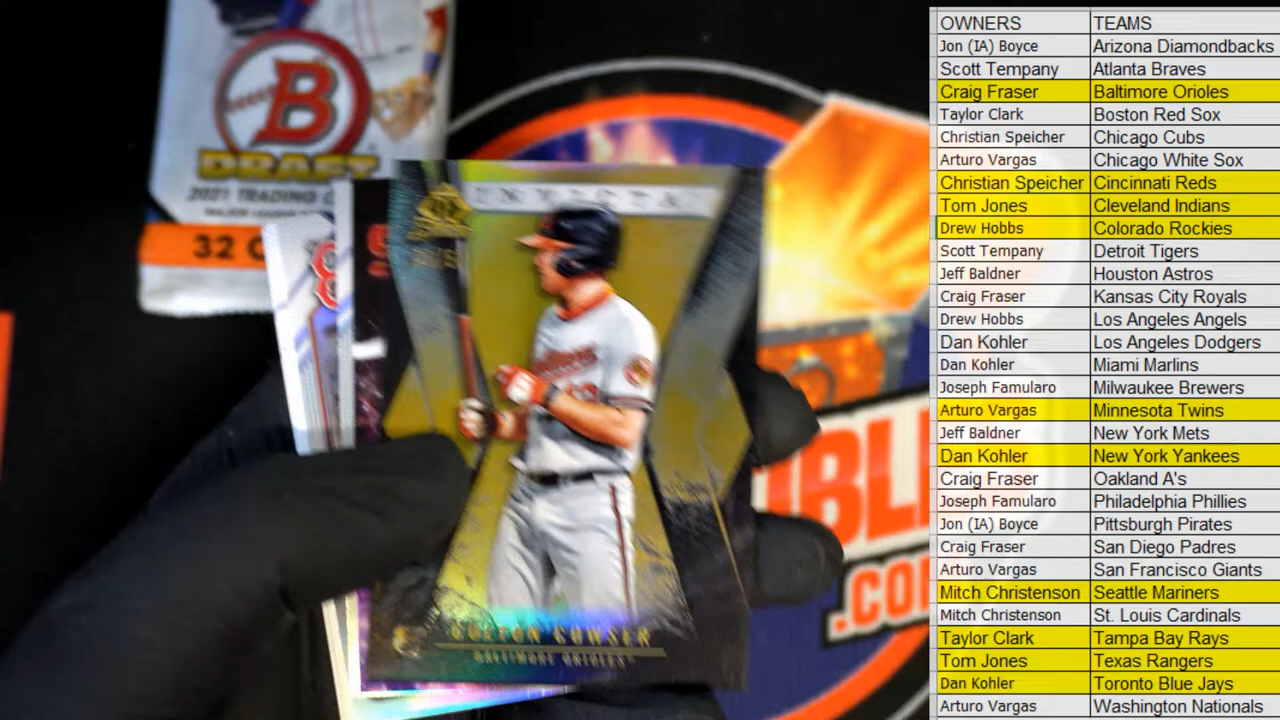 B
DRAFT
2021 TRADING
32
INVICTA
COLTON COWSER
BALTIMORE ORIOLES
.CO
OWNERS TEAMS
Jon (IA) Boyce Arizona Diamondbacks
Scott Tempany Atlanta Braves
Craig Fraser Baltimore Orioles
Taylor Clark Boston Red Sox
Christian Speicher Chicago Cubs
Arturo Vargas Chicago White Sox
Christian Speicher Cincinnati Reds
Tom Jones Cleveland Indians
Drew Hobbs Colorado Rockies
Scott Tempany Detroit Tigers
Jeff Baldner Houston Astros
Craig Fraser Kansas City Royals
Drew Hobbs Los Angeles Angels
Dan Kohler Los Angeles Dodgers
Dan Kohler Miami Marlins
Joseph Famularo Milwaukee Brewers
Arturo Vargas Minnesota Twins
Jeff Baldner New York Mets
Dan Kohler New York Yankees
Craig Fraser Oakland A's
Joseph Famularo Philadelphia Phillies
Jon (IA) Boyce Pittsburgh Pirates
Craig Fraser San Diego Padres
Arturo Vargas San Francisco Giants
Mitch Christenson Seattle Mariners
Mitch Christenson St. Louis Cardinals
Taylor Clark Tampa Bay Rays
Tom Jones Texas Rangers
Dan Kohler Toronto Blue Jays
Arturo Vargas Washington Nationals